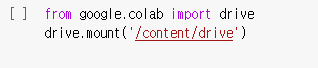 [ ] from google.colab import drive
drive.mount('/content/drive')